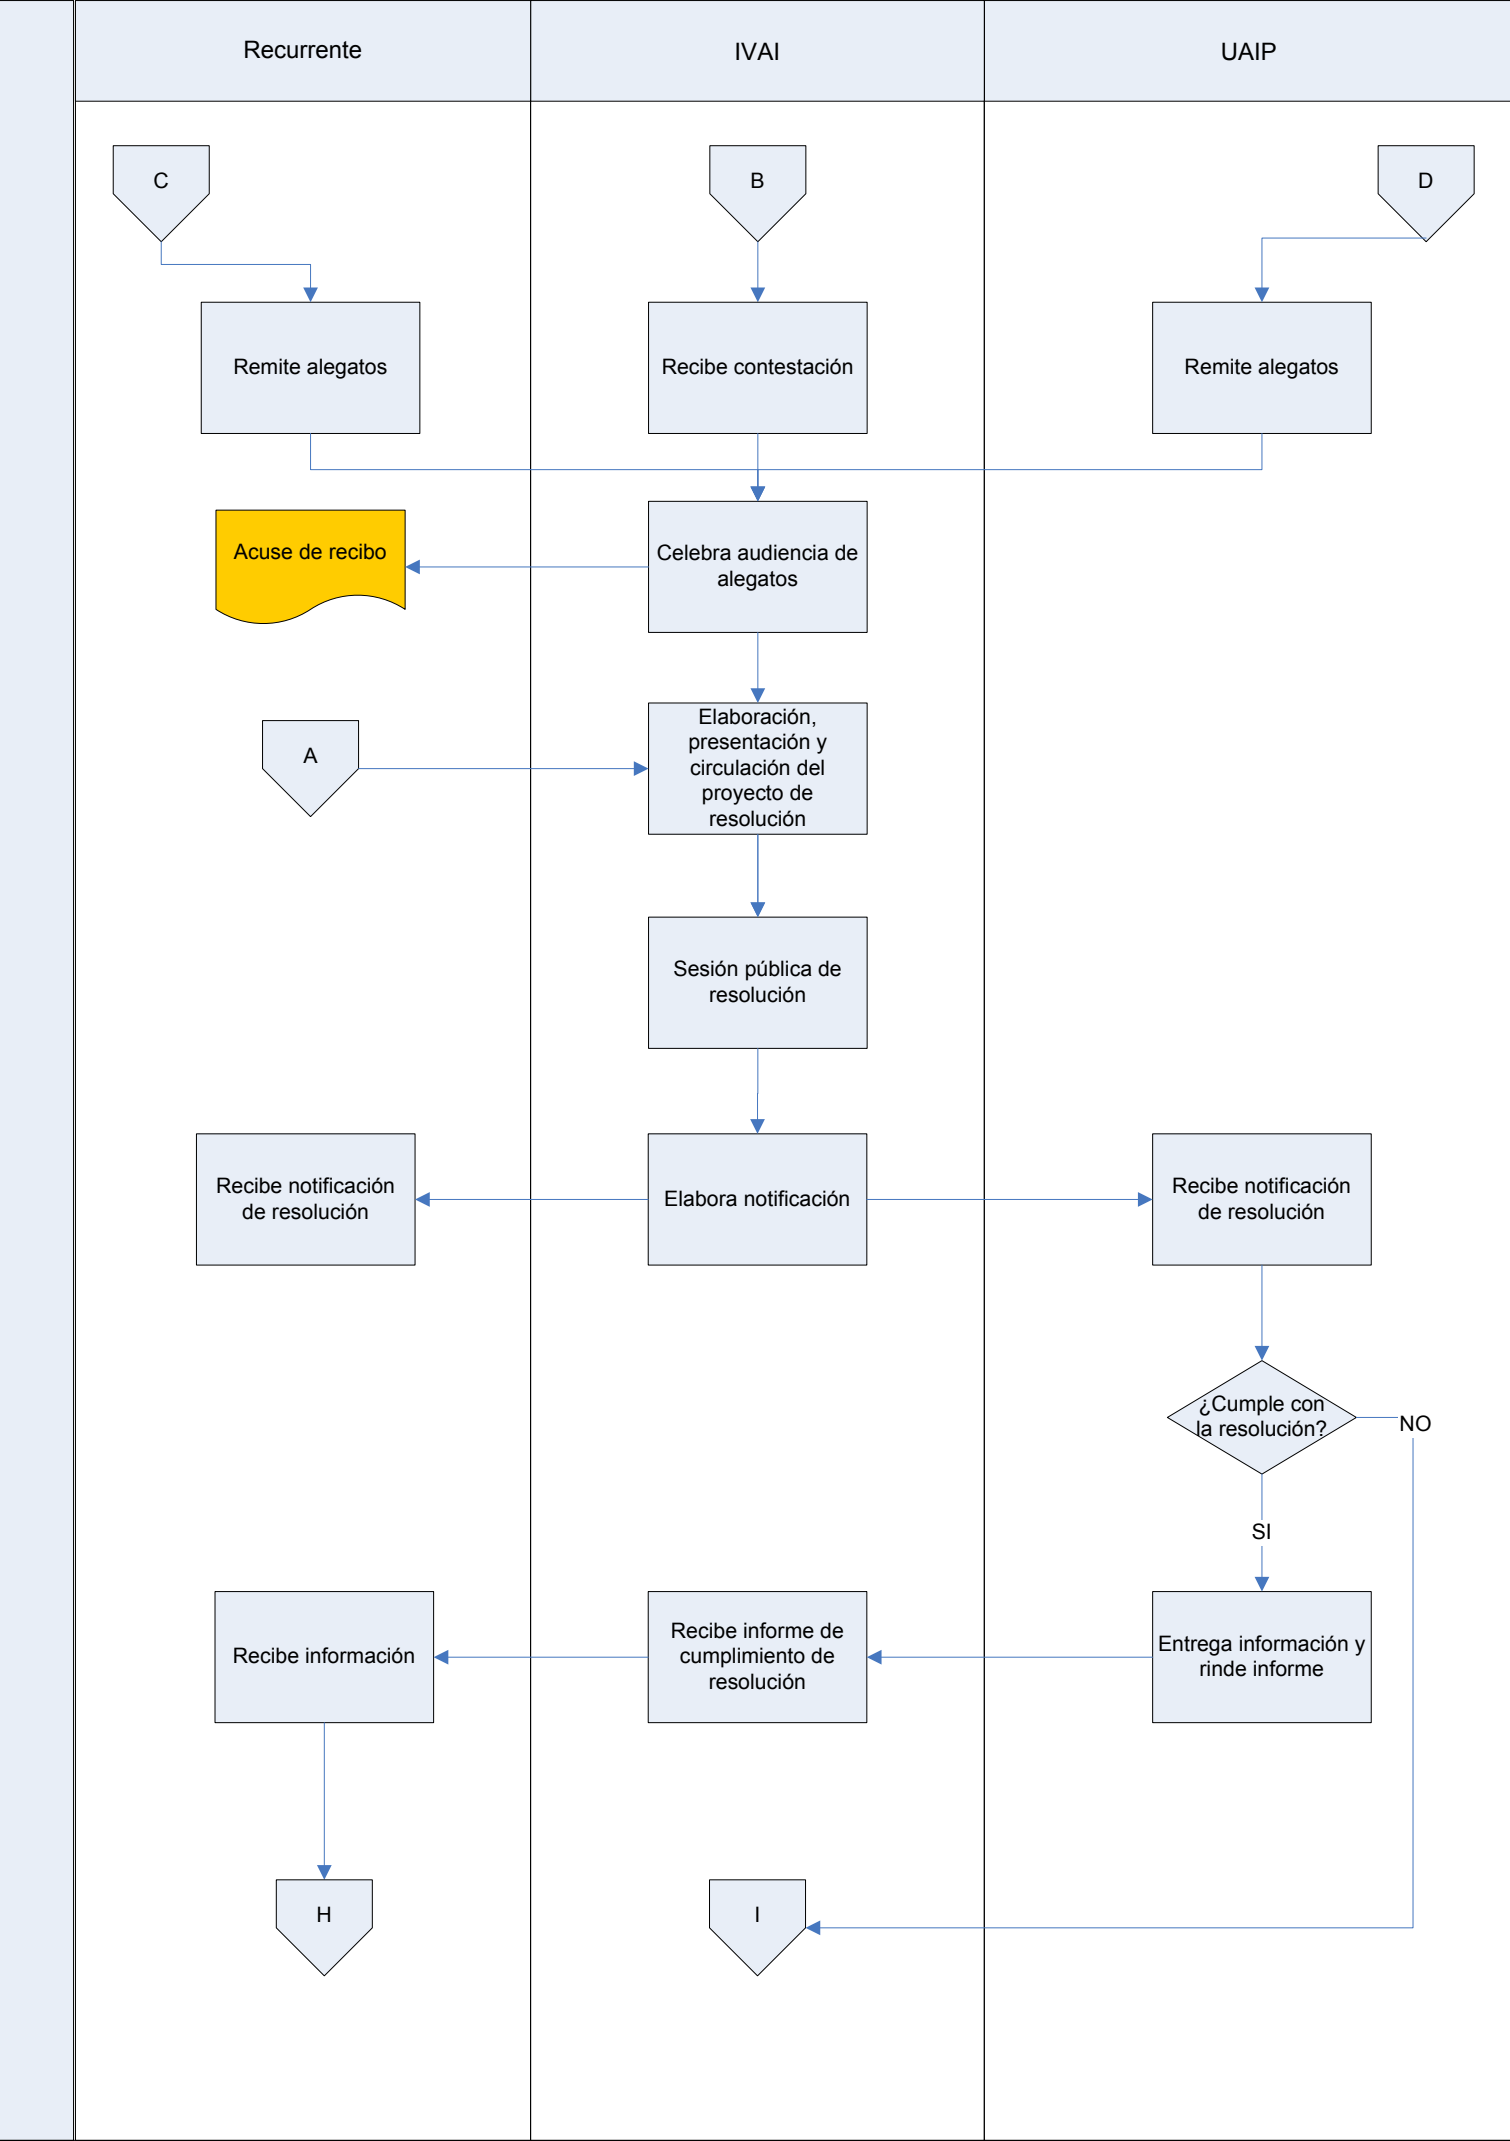 Recurrente
IVAI
UAIP
C
B
D
Remite alegatos
Recibe contestación
Remite alegatos
Acuse de recibo
Celebra audiencia de
alegatos
A
Elaboración,
presentación y
circulación del
proyecto de
resolución
Sesión pública de
resolución
Recibe notificación
de resolución
Elabora notificación
Recibe notificación
de resolución
¿Cumple con
la resolución?
NO
SI
Recibe información
Recibe informe de
cumplimiento de
resolución
Entrega información y
rinde informe
H
I